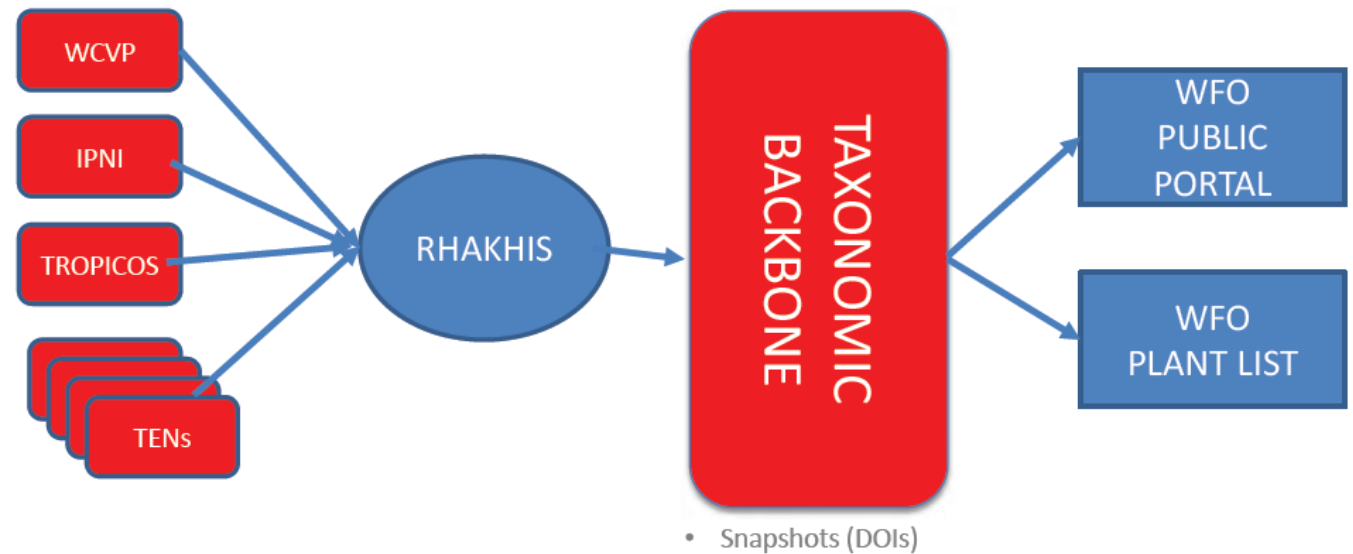 WCVP
IPNI
TROPICOS
TENs
RHAKHIS
TAXONOMIC
BACKBONE
• Snapshots (DOIs)
WFO
PUBLIC
PORTAL
WFO
PLANT LIST